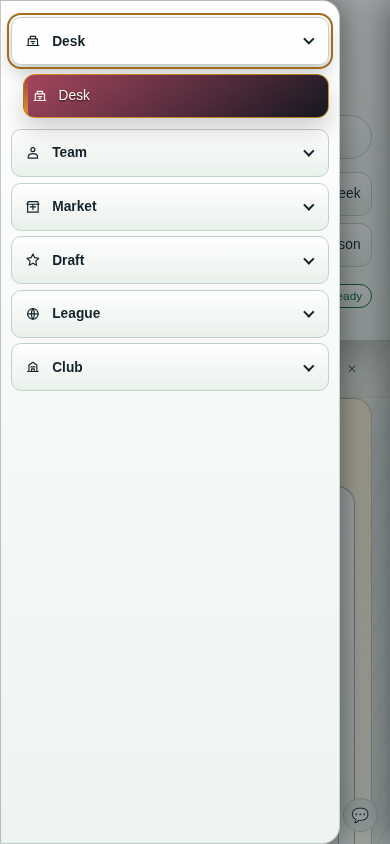 Desk
Desk
Team
Market
Draft
League
Club
eek
son
eady
×